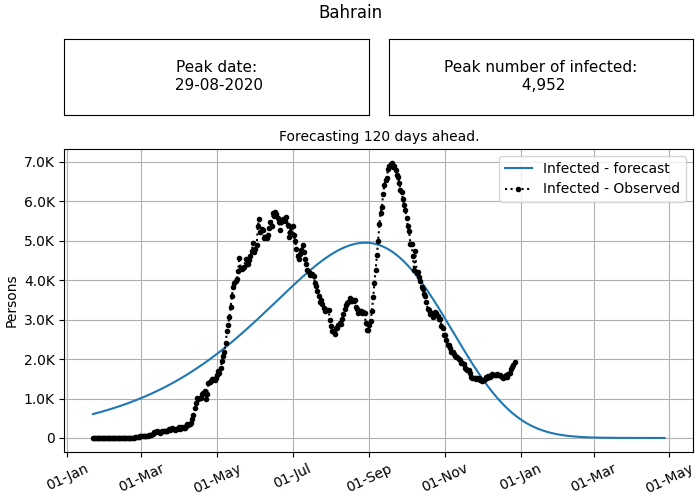 Bahrain
Peak date:
29-08-2020
Peak number of infected:
4,952
Forecasting 120 days ahead.
Infected - forecast
Infected - Observed
7.0K
6.0K
5.0K
4.0K
3.0K
2.0K
1.0K
0
Persons
01-Jan
01-Mar
01-May
01-Jul
01-Sep
01-Nov
01-Jan
01-Mar
01-May